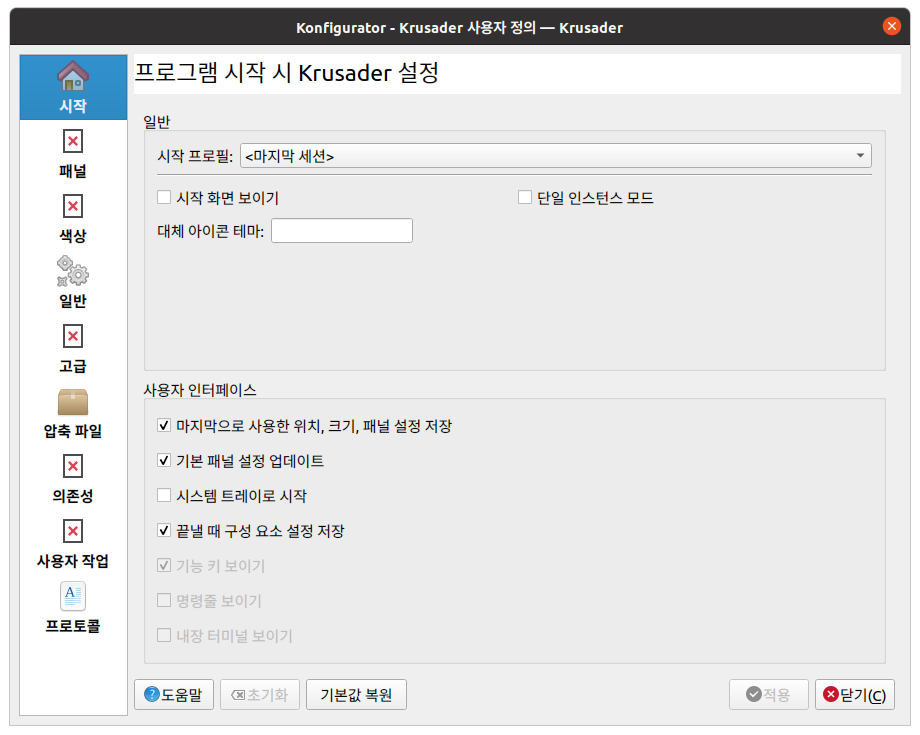 Konfigurator - Krusader 사용자 정의 — Krusader
시작
패널
색상
일반
고급
압축 파일
의존성
사용자 작업
프로토콜
프로그램 시작 시 Krusader 설정
일반
시작 프로필: <마지막 세션>
시작 화면 보이기 단일 인스턴스 모드
대체 아이콘 테마:
사용자 인터페이스
마지막으로 사용한 위치, 크기, 패널 설정 저장
기본 패널 설정 업데이트
시스템 트레이로 시작
끝낼 때 구성 요소 설정 저장
기능 키 보이기
명령줄 보이기
내장 터미널 보이기
도움말 초기화 기본값 복원 적용 닫기(C)